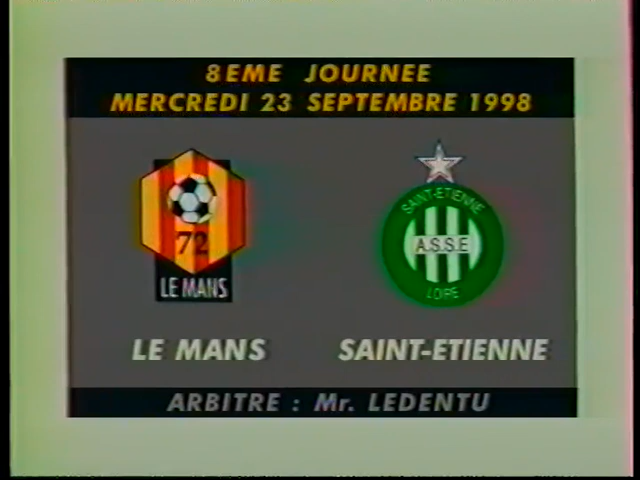 8EME JOURNEE
MERCREDI 23 SEPTEMBRE 1998
72
LE MANS
SAINT-ETIENNE
A.S.S.E
LOIRE
LE MANS SAINT-ETIENNE
ARBITRE : Mr. LEDENTU